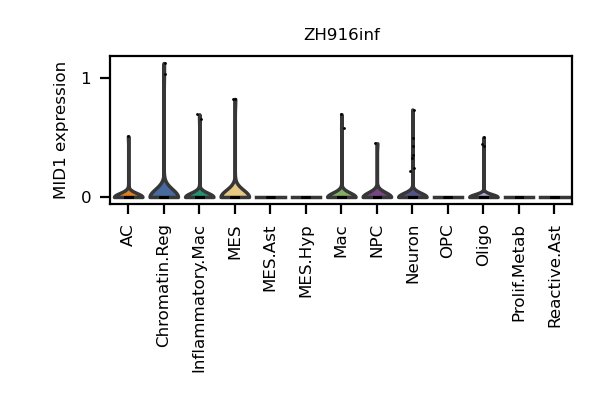 ZH916inf
MID1 expression
1
0
AC
Chromatin.Reg
Inflammatory.Mac
MES
MES.Ast
MES.Hyp
Mac
NPC
Neuron
OPC
Oligo
Prolif.Metab
Reactive.Ast